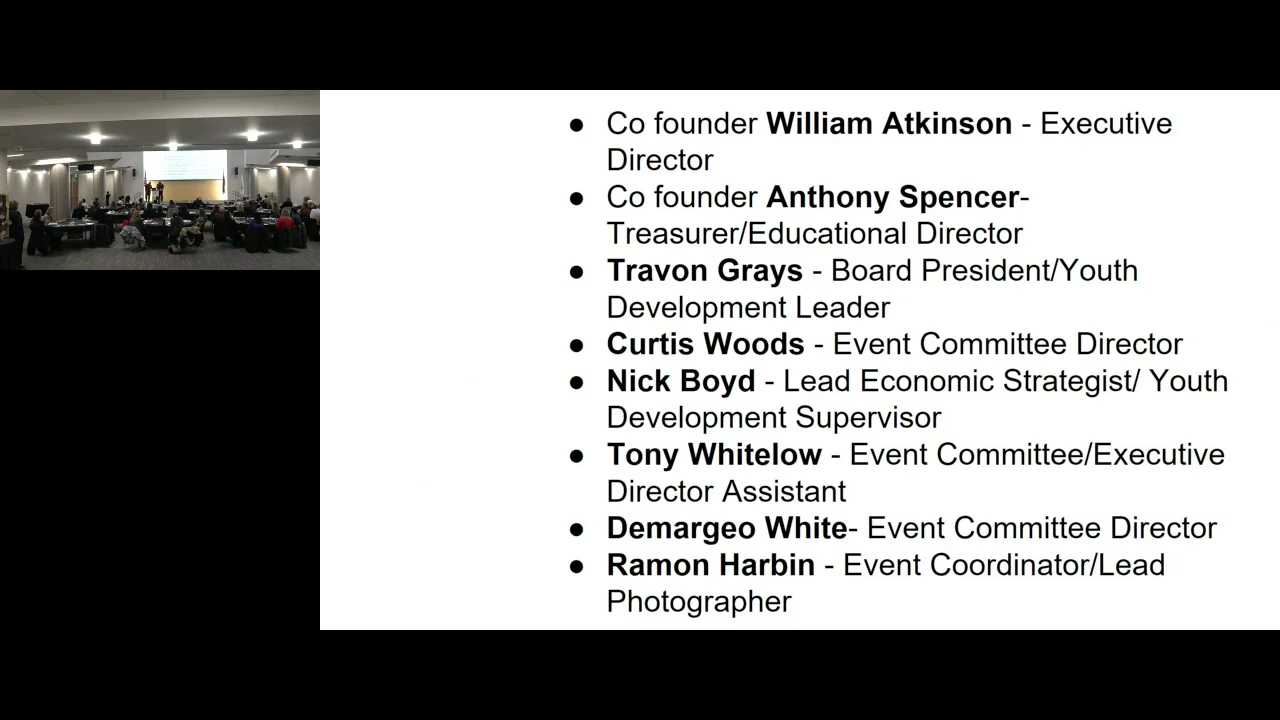 ● Co founder William Atkinson - Executive
Director
● Co founder Anthony Spencer-
Treasurer/Educational Director
● Travon Grays - Board President/Youth
Development Leader
● Curtis Woods - Event Committee Director
● Nick Boyd - Lead Economic Strategist/ Youth
Development Supervisor
● Tony Whitelow - Event Committee/Executive
Director Assistant
● Demargeo White- Event Committee Director
● Ramon Harbin - Event Coordinator/Lead
Photographer